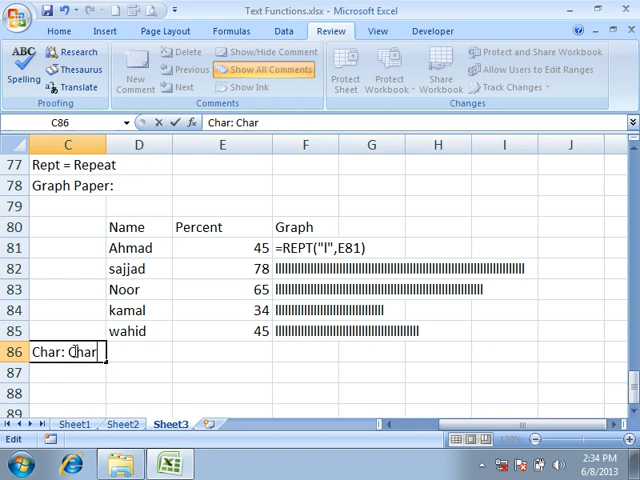 Text Functions.xlsx - Microsoft Excel
Home Insert Page Layout Formulas Data Review View Developer
ABC Spelling Research Thesaurus Translate
Proofing
New Comment Delete Previous Next Show/Hide Comment Show All Comments Show Ink
Comments
Protect Sheet Protect Workbook Share Workbook Protect and Share Workbook Allow Users to Edit Ranges Track Changes
Changes
C86 fx Char: Char
C D E F G H I J
77 Rept = Repeat
78 Graph Paper:
79
80 Name Percent Graph
81 Ahmad 45 =REPT("l",E81)
82 sajjad 78
83 Noor 65
84 kamal 34
85 wahid 45
86 Char: Char
87
88
89
Sheet1 Sheet2 Sheet3
Edit 130%
2:34 PM
6/8/2013